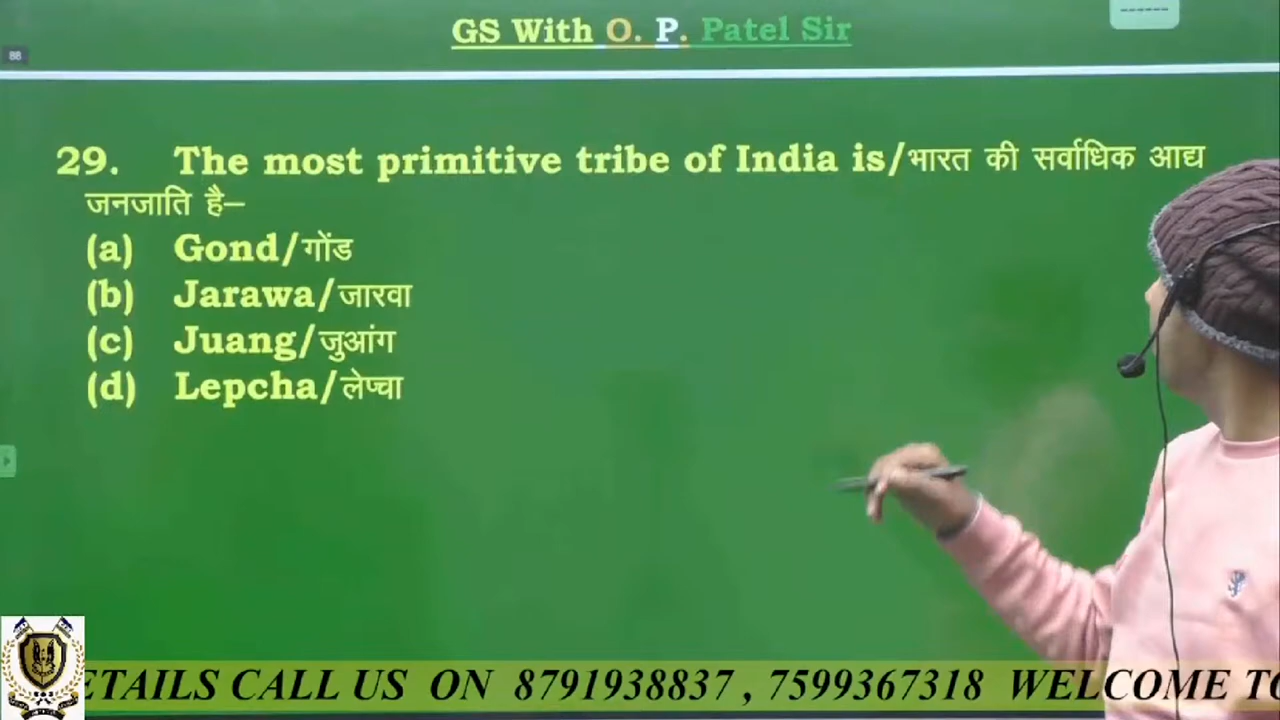 GS With O. P. Patel Sir
------
88
29. The most primitive tribe of India is/भारत की सर्वाधिक आद्य
जनजाति है–
(a) Gond/गोंड
(b) Jarawa/जारवा
(c) Juang/जुआंग
(d) Lepcha/लेप्चा
ETAILS CALL US ON 8791938837 , 7599367318 WELCOME TO